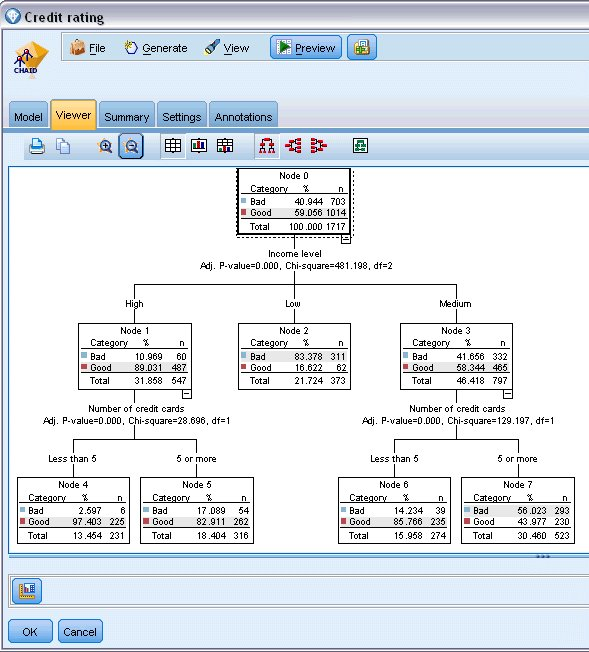 Credit rating
CHAID
File Generate View Preview
Model Viewer Summary Settings Annotations
Node 0
Category % n
Bad 40.944 703
Good 59.056 1014
Total 100.000 1717
Income level
Adj. P-value=0.000, Chi-square=481.198, df=2
High Low Medium
Node 1
Category % n
Bad 10.969 60
Good 89.031 487
Total 31.858 547
Node 2
Category % n
Bad 83.378 311
Good 16.622 62
Total 21.724 373
Node 3
Category % n
Bad 41.656 332
Good 58.344 465
Total 46.418 797
Number of credit cards
Adj. P-value=0.000, Chi-square=28.696, df=1
Number of credit cards
Adj. P-value=0.000, Chi-square=129.197, df=1
Less than 5 5 or more
Less than 5 5 or more
Node 4
Category % n
Bad 2.597 6
Good 97.403 225
Total 13.454 231
Node 5
Category % n
Bad 17.089 54
Good 82.911 262
Total 18.404 316
Node 6
Category % n
Bad 14.234 39
Good 85.766 235
Total 15.958 274
Node 7
Category % n
Bad 56.023 293
Good 43.977 230
Total 30.460 523
OK Cancel